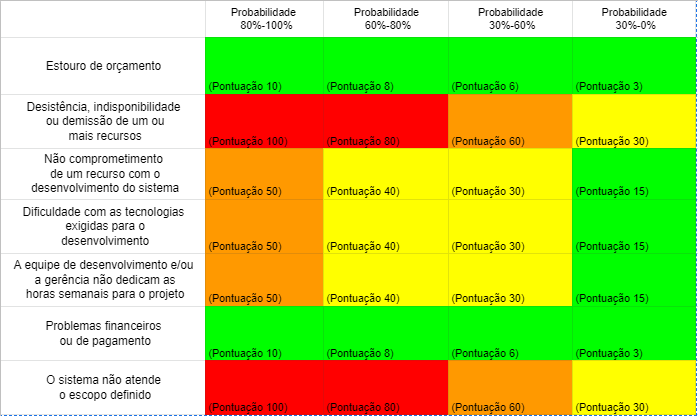 Probabilidade
80%-100%
Probabilidade
60%-80%
Probabilidade
30%-60%
Probabilidade
30%-0%
Estouro de orçamento
(Pontuação 10)
(Pontuação 8)
(Pontuação 6)
(Pontuação 3)
Desistência, indisponibilidade
ou demissão de um ou
mais recursos
(Pontuação 100)
(Pontuação 80)
(Pontuação 60)
(Pontuação 30)
Não comprometimento
de um recurso com o
desenvolvimento do sistema
(Pontuação 50)
(Pontuação 40)
(Pontuação 30)
(Pontuação 15)
Dificuldade com as tecnologias
exigidas para o
desenvolvimento
(Pontuação 50)
(Pontuação 40)
(Pontuação 30)
(Pontuação 15)
A equipe de desenvolvimento e/ou
a gerência não dedicam as
horas semanais para o projeto
(Pontuação 50)
(Pontuação 40)
(Pontuação 30)
(Pontuação 15)
Problemas financeiros
ou de pagamento
(Pontuação 10)
(Pontuação 8)
(Pontuação 6)
(Pontuação 3)
O sistema não atende
o escopo definido
(Pontuação 100)
(Pontuação 80)
(Pontuação 60)
(Pontuação 30)